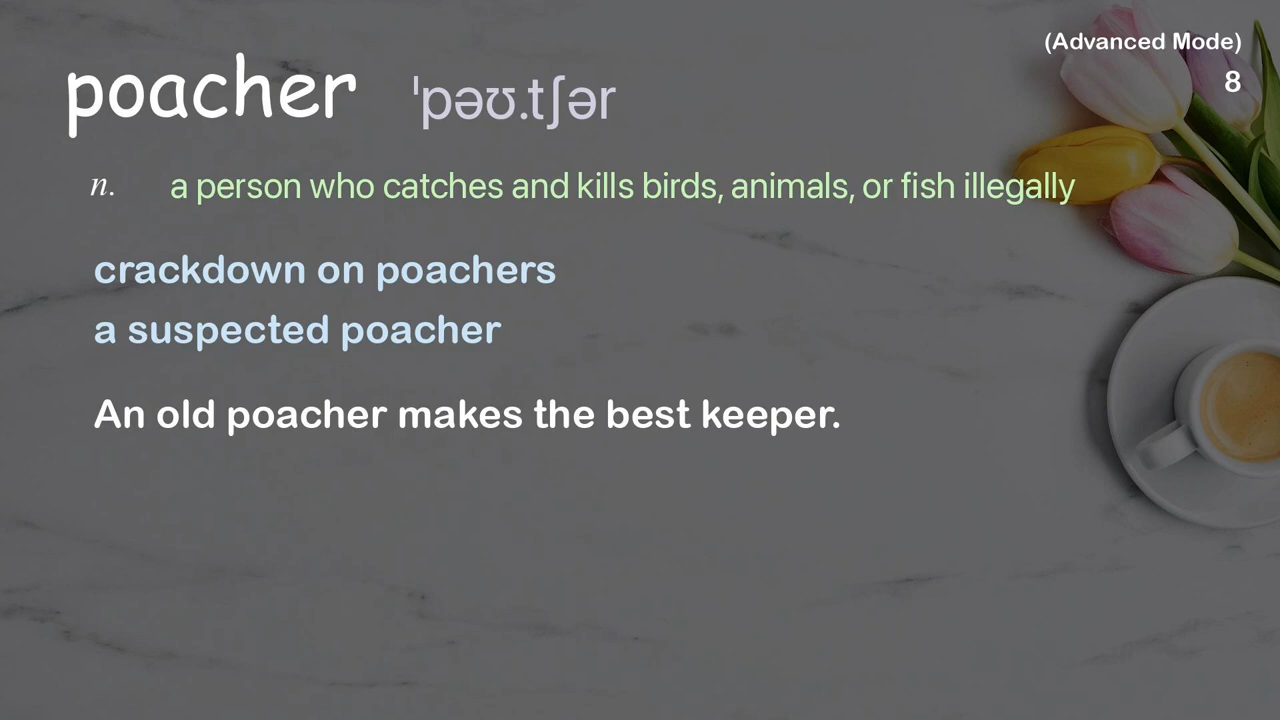 (Advanced Mode)
8
poacher ˈpəʊ.tʃər
n. a person who catches and kills birds, animals, or fish illegally
crackdown on poachers
a suspected poacher
An old poacher makes the best keeper.